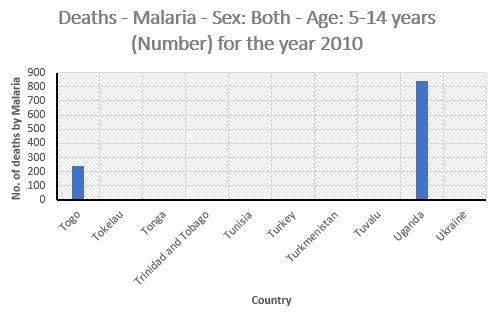 Deaths - Malaria - Sex: Both - Age: 5-14 years
(Number) for the year 2010
No. of deaths by Malaria
900
800
700
600
500
400
300
200
100
0
Togo
Tokelau
Tonga
Trinidad and Tobago
Tunisia
Turkey
Turkmenistan
Tuvalu
Uganda
Ukraine
Country